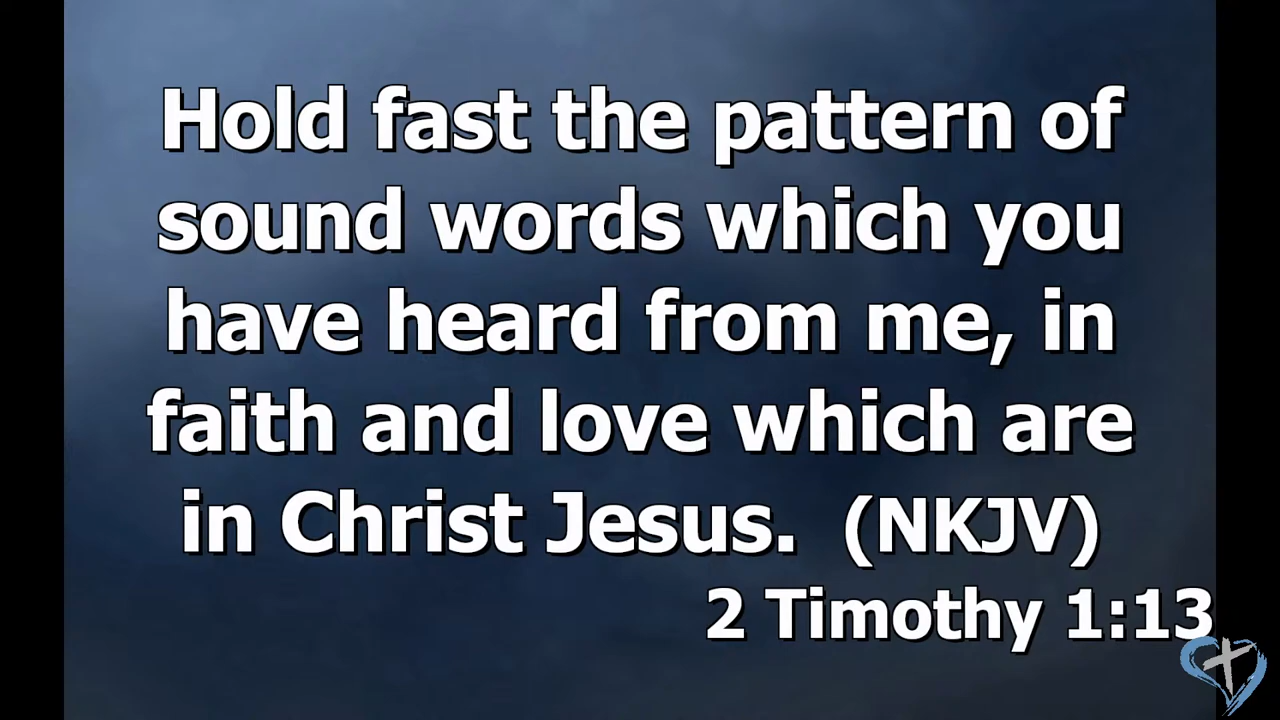 Hold fast the pattern of
sound words which you
have heard from me, in
faith and love which are
in Christ Jesus.  (NKJV)
2 Timothy 1:13